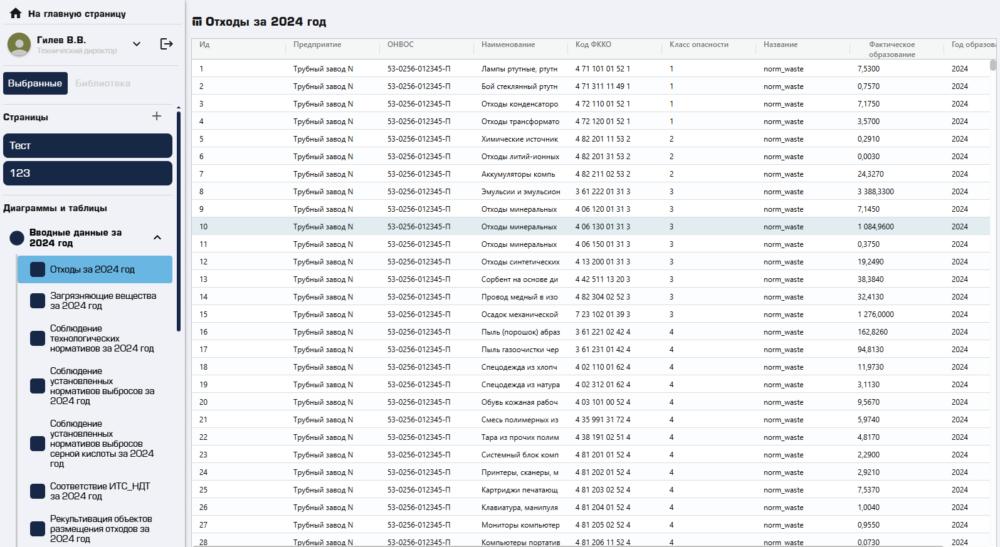 На главную страницу
Гилев В.В.
Технический директор
Выбранные Библиотека
Страницы
Тест
123
Диаграммы и таблицы
Вводные данные за
2024 год
Отходы за 2024 год
Загрязняющие вещества
за 2024 год
Соблюдение
технологических
нормативов за 2024 год
Соблюдение
установленных
нормативов выбросов за
2024 год
Соблюдение
установленных
нормативов выбросов
серной кислоты за 2024
год
Соответствие ИТС_НДТ
за 2024 год
Рекультивация объектов
размещения отходов за
2024 год
Отходы за 2024 год
Ид Предприятие ОНВОС Наименование Код ФККО Класс опасности Название Фактическое образование Год образова
1 Трубный завод N 53-0256-012345-П Лампы ртутные, ртутн 4 71 101 01 52 1 1 norm_waste 7,5300 2024
2 Трубный завод N 53-0256-012345-П Бой стеклянный ртутн 4 71 311 11 49 1 1 norm_waste 0,7570 2024
3 Трубный завод N 53-0256-012345-П Отходы конденсаторо 4 72 110 01 52 1 1 norm_waste 7,1750 2024
4 Трубный завод N 53-0256-012345-П Отходы трансформато 4 72 120 01 52 1 1 norm_waste 3,5700 2024
5 Трубный завод N 53-0256-012345-П Химические источник 4 82 201 11 53 2 2 norm_waste 0,2910 2024
6 Трубный завод N 53-0256-012345-П Отходы литий-ионных 4 82 201 31 53 2 2 norm_waste 0,0030 2024
7 Трубный завод N 53-0256-012345-П Аккумуляторы компь 4 82 211 02 53 2 2 norm_waste 24,3270 2024
8 Трубный завод N 53-0256-012345-П Эмульсии и эмульсион 3 61 222 01 31 3 3 norm_waste 3 388,3300 2024
9 Трубный завод N 53-0256-012345-П Отходы минеральных 4 06 120 01 31 3 3 norm_waste 7,1450 2024
10 Трубный завод N 53-0256-012345-П Отходы минеральных 4 06 130 01 31 3 3 norm_waste 1 084,9600 2024
11 Трубный завод N 53-0256-012345-П Отходы минеральных 4 06 150 01 31 3 3 norm_waste 0,3750 2024
12 Трубный завод N 53-0256-012345-П Отходы синтетических 4 13 200 01 31 3 3 norm_waste 19,2490 2024
13 Трубный завод N 53-0256-012345-П Сорбент на основе ди 4 42 511 13 20 3 3 norm_waste 38,3840 2024
14 Трубный завод N 53-0256-012345-П Провод медный в изо 4 82 304 02 52 3 3 norm_waste 32,4130 2024
15 Трубный завод N 53-0256-012345-П Осадок механической 7 23 102 01 39 3 3 norm_waste 1 276,0000 2024
16 Трубный завод N 53-0256-012345-П Пыль (порошок) абраз 3 61 221 02 42 4 4 norm_waste 162,8260 2024
17 Трубный завод N 53-0256-012345-П Пыль газоочистки чер 3 61 231 01 42 4 4 norm_waste 94,8130 2024
18 Трубный завод N 53-0256-012345-П Спецодежда из хлопч 4 02 110 01 62 4 4 norm_waste 11,9730 2024
19 Трубный завод N 53-0256-012345-П Спецодежда из натура 4 02 312 01 62 4 4 norm_waste 3,1130 2024
20 Трубный завод N 53-0256-012345-П Обувь кожаная рабоч 4 03 101 00 52 4 4 norm_waste 9,5670 2024
21 Трубный завод N 53-0256-012345-П Смесь полимерных из 4 35 991 31 72 4 4 norm_waste 5,9740 2024
22 Трубный завод N 53-0256-012345-П Тара из прочих полим 4 38 191 02 51 4 4 norm_waste 4,8170 2024
23 Трубный завод N 53-0256-012345-П Системный блок комп 4 81 201 01 52 4 4 norm_waste 2,2900 2024
24 Трубный завод N 53-0256-012345-П Принтеры, сканеры, м 4 81 202 01 52 4 4 norm_waste 2,9210 2024
25 Трубный завод N 53-0256-012345-П Картриджи печатающ 4 81 203 02 52 4 4 norm_waste 7,5370 2024
26 Трубный завод N 53-0256-012345-П Клавиатура, манипуля 4 81 204 01 52 4 4 norm_waste 1,0040 2024
27 Трубный завод N 53-0256-012345-П Мониторы компьютер 4 81 205 02 52 4 4 norm_waste 0,9550 2024
28 Трубный завод N 53-0256-012345-П Компьютеры портатив 4 81 206 11 52 4 4 norm_waste 0,0730 2024